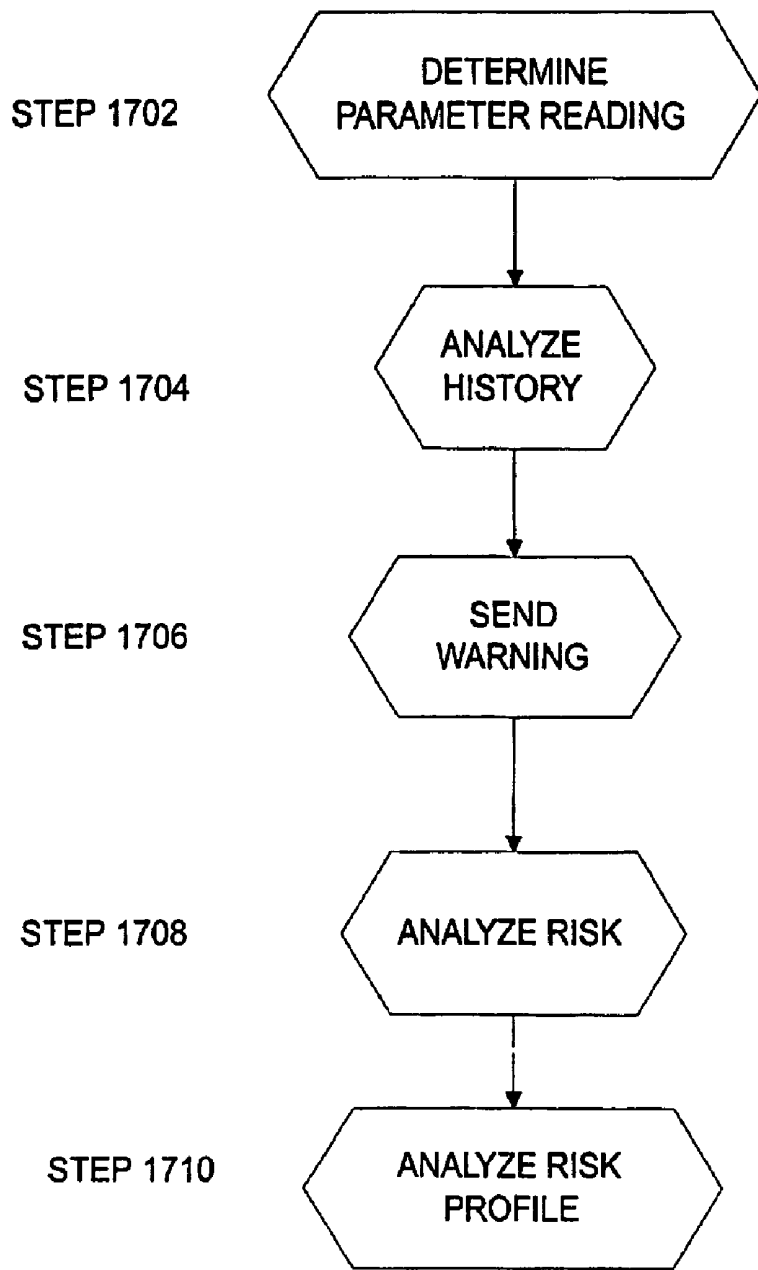 STEP 1702
DETERMINE
PARAMETER READING
STEP 1704
ANALYZE
HISTORY
STEP 1706
SEND
WARNING
STEP 1708
ANALYZE RISK
STEP 1710
ANALYZE RISK
PROFILE